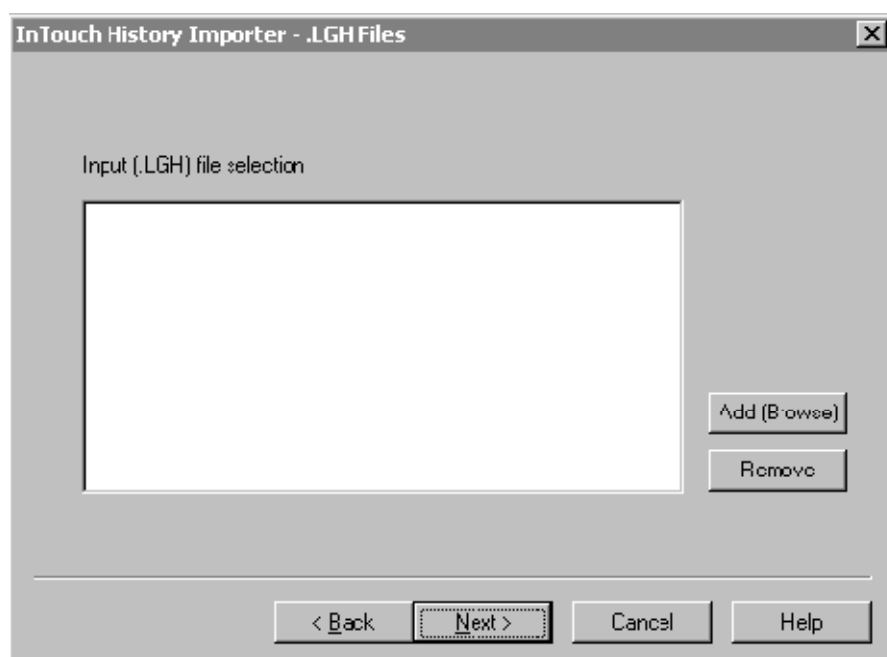 InTouch History Importer - .LGH Files
Input (.LGH) file selection
Add (Browse)
Remove
< Back
Next >
Cancel
Help